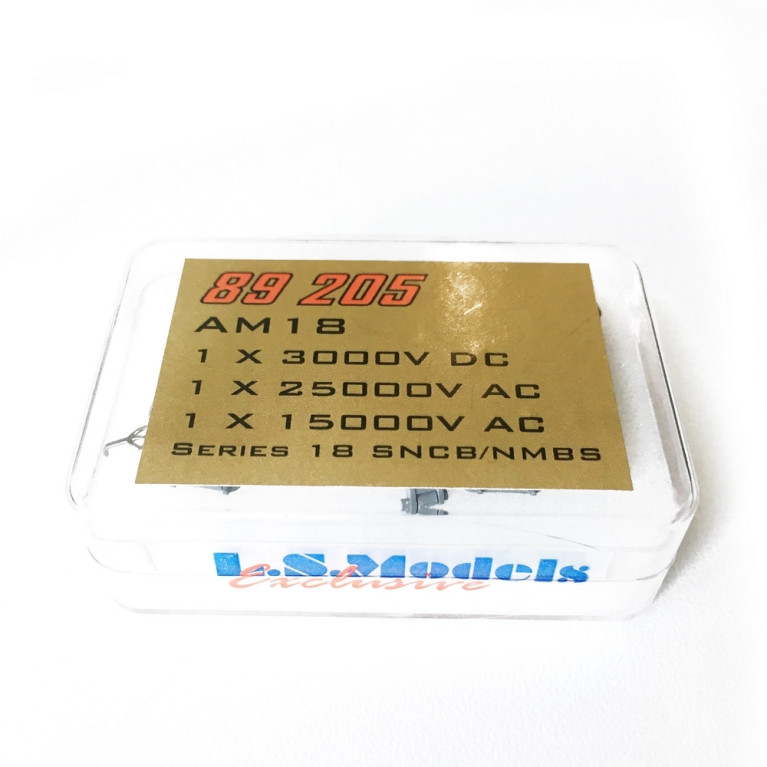 89 205
AM18
1 X 3000V DC
1 X 25000V AC
1 X 15000V AC
SERIES 18 SNCB/NMBS
L.S.Models
Exclusive